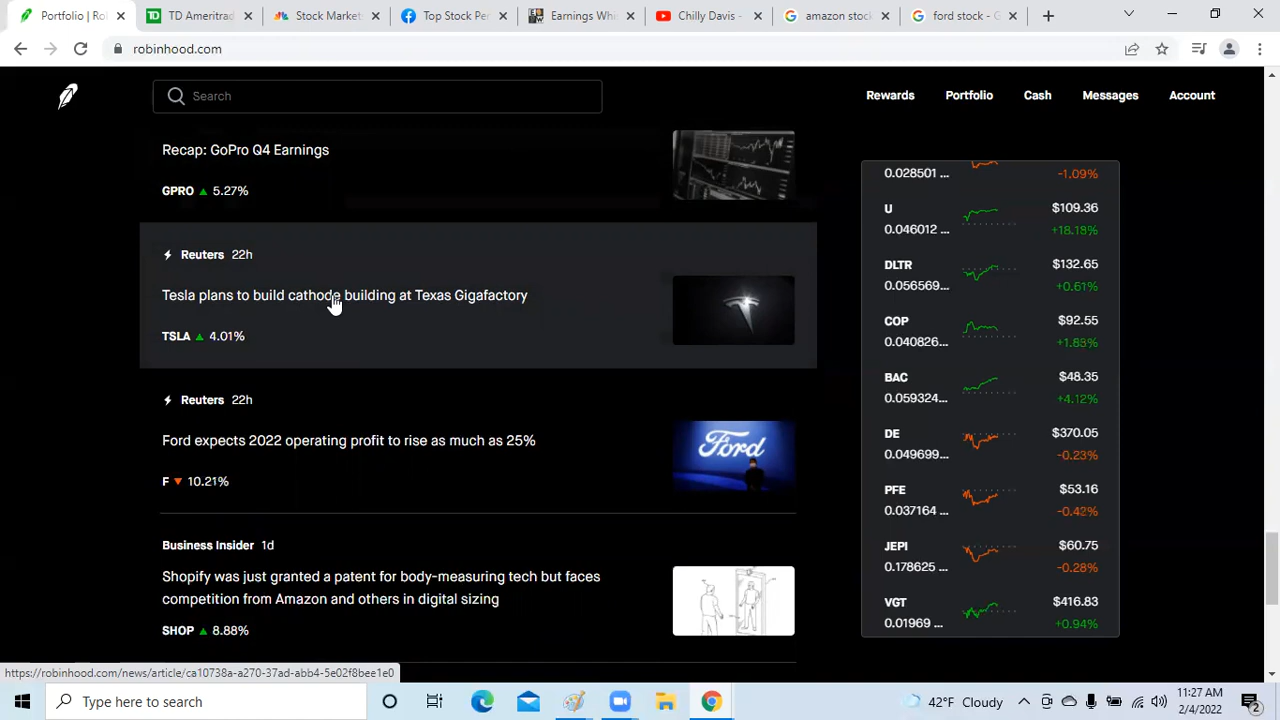 Portfolio | Ro
TD Ameritrad
Stock Market
Top Stock Pe
Earnings Whi
Chilly Davis -
amazon stock
ford stock - G
robinhood.com
Search
Rewards
Portfolio
Cash
Messages
Account
Recap: GoPro Q4 Earnings
GPRO 5.27%
Reuters 22h
Tesla plans to build cathode building at Texas Gigafactory
TSLA 4.01%
Reuters 22h
Ford expects 2022 operating profit to rise as much as 25%
F 10.21%
Ford
Business Insider 1d
Shopify was just granted a patent for body-measuring tech but faces
competition from Amazon and others in digital sizing
SHOP 8.88%
0.028501 ... -1.09%
U $109.36
0.046012 ... +18.18%
DLTR $132.65
0.056569... +0.61%
COP $92.55
0.040826... +1.83%
BAC $48.35
0.059324... +4.12%
DE $370.05
0.049699... -0.23%
PFE $53.16
0.037164 ... -0.42%
JEPI $60.75
0.178625 ... -0.28%
VGT $416.83
0.01969 ... +0.94%
https://robinhood.com/news/article/ca10738a-a270-37ad-abb4-5e02f8bee1e0
Type here to search
42°F Cloudy
11:27 AM
2/4/2022
2